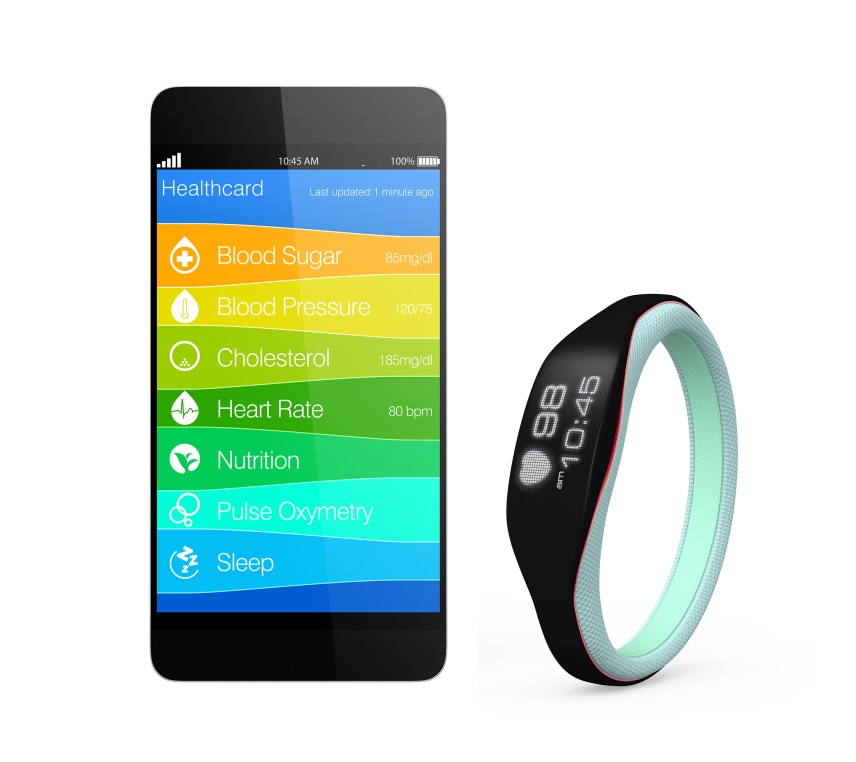 10:45 AM 100%
Healthcard Last updated:1 minute ago
Blood Sugar 85mg/dl
Blood Pressure 120/75
Cholesterol 185mg/dl
Heart Rate 80 bpm
Nutrition
Pulse Oxymetry
Sleep
98
am 10:45